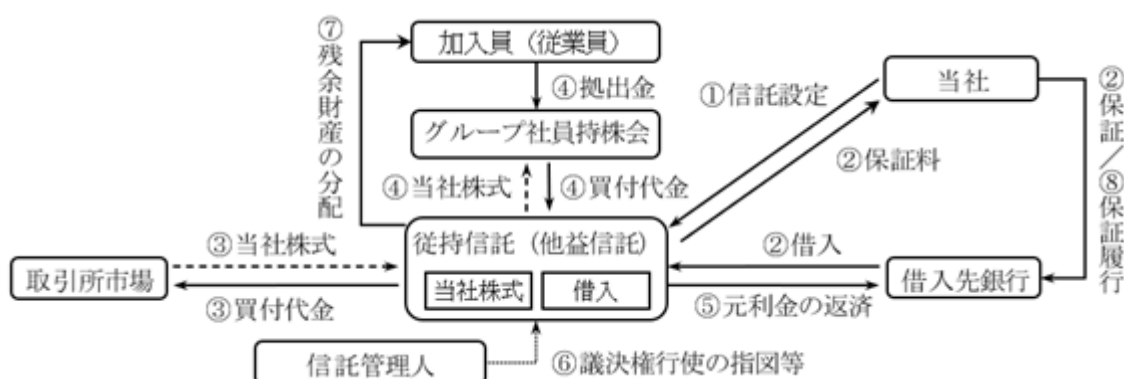 ⑦残余財産の分配
加入員（従業員）
④拠出金
グループ社員持株会
④当社株式
④買付代金
①信託設定
②保証料
当社
②保証／⑧保証履行
③当社株式
取引所市場
③買付代金
従持信託（他益信託）
当社株式
借入
②借入
借入先銀行
⑤元利金の返済
信託管理人
⑥議決権行使の指図等